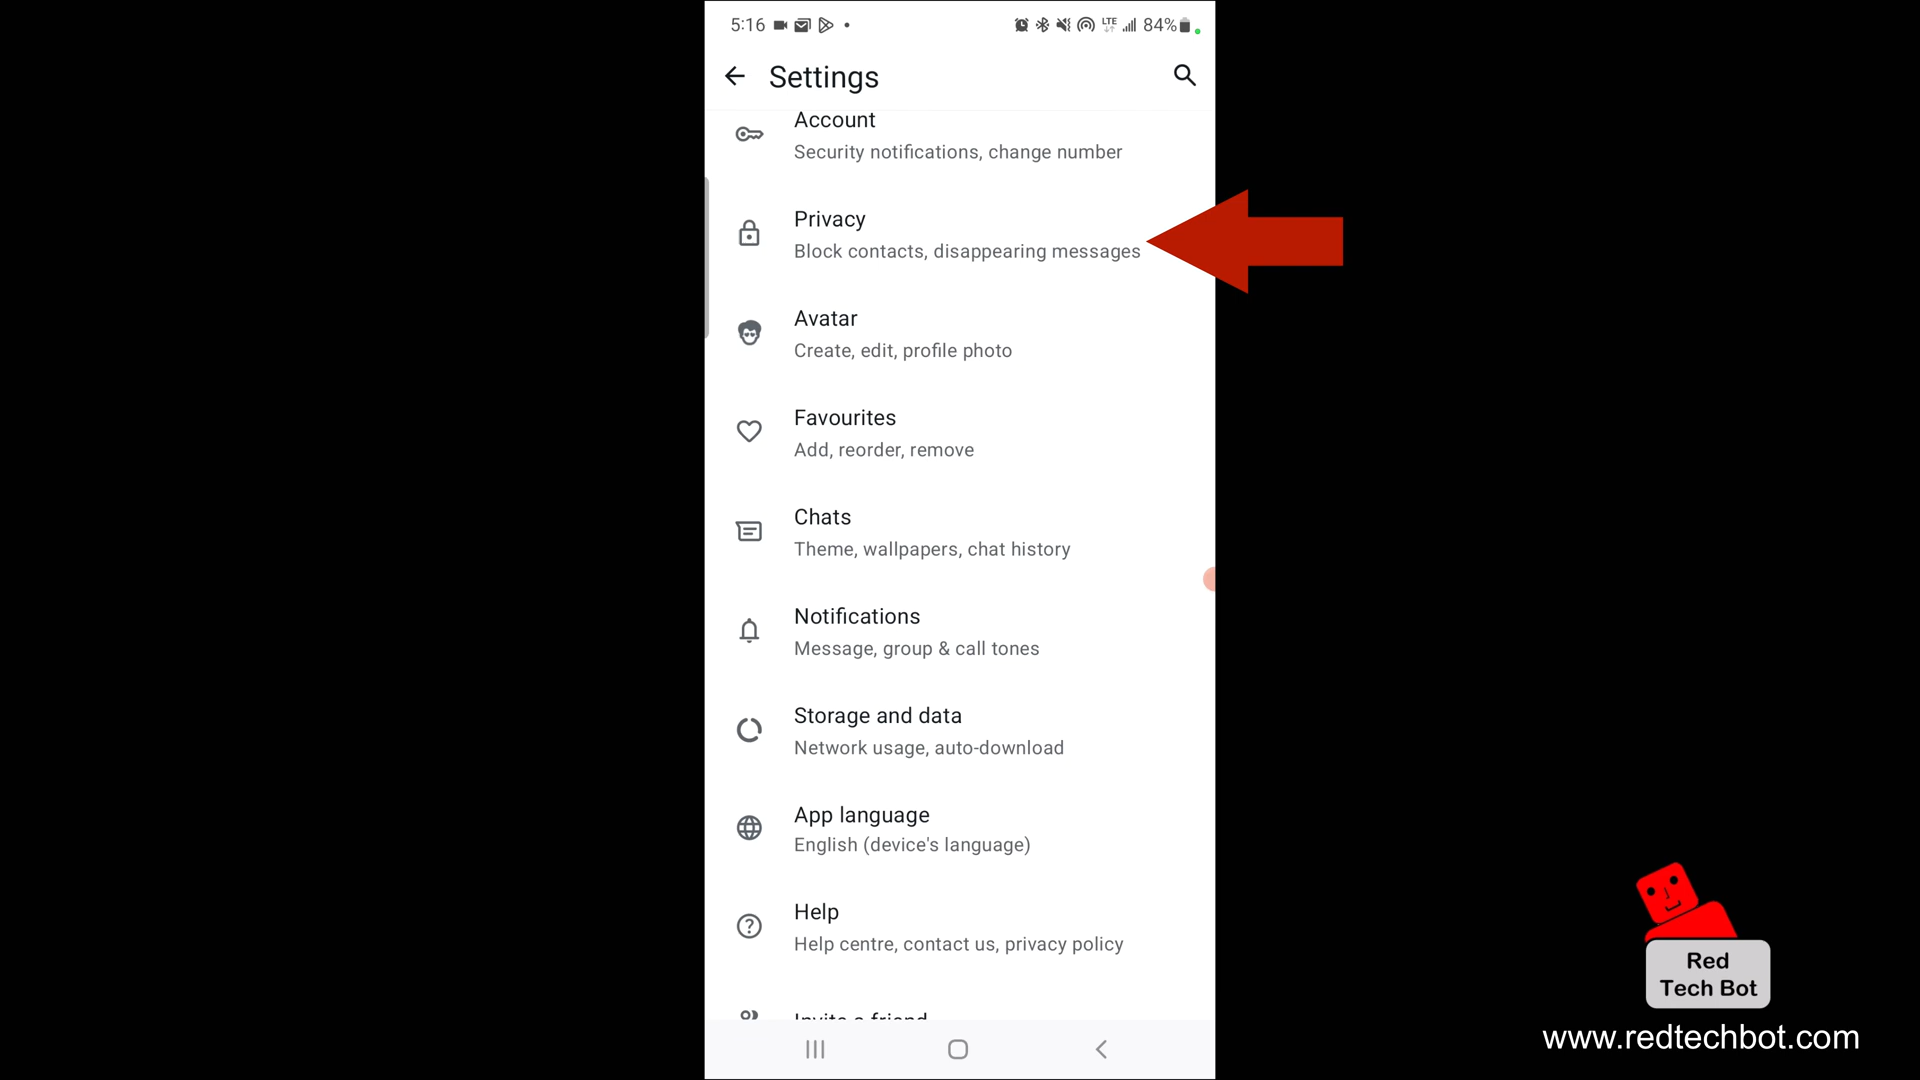 5:16
LTE
84%
Settings
Account
Security notifications, change number
Privacy
Block contacts, disappearing messages
Avatar
Create, edit, profile photo
Favourites
Add, reorder, remove
Chats
Theme, wallpapers, chat history
Notifications
Message, group & call tones
Storage and data
Network usage, auto-download
App language
English (device's language)
Help
Help centre, contact us, privacy policy
Invite a friend
Red
Tech Bot
www.redtechbot.com